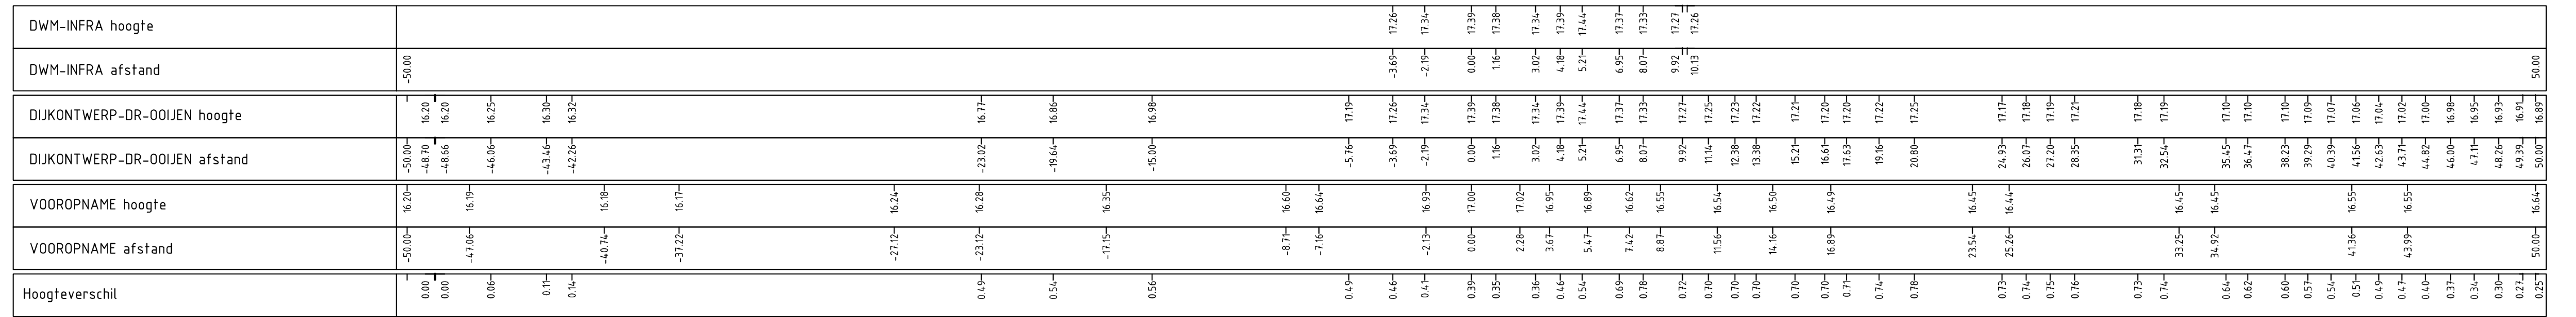 DWM-INFRA hoogte 17.26 17.34 17.39 17.38 17.34 17.39 17.44 17.37 17.33 17.27 17.26
DWM-INFRA afstand -50.00 -3.69 -2.19 0.00 1.16 3.02 4.18 5.21 6.95 8.07 9.92 10.13 50.00
DIJKONTWERP-DR-OOIJEN hoogte 16.20 16.20 16.25 16.30 16.32 16.77 16.86 16.98 17.19 17.26 17.34 17.39 17.38 17.34 17.39 17.44 17.37 17.33 17.27 17.25 17.23 17.22 17.21 17.20 17.20 17.22 17.25 17.17 17.18 17.19 17.21 17.18 17.19 17.10 17.10 17.10 17.09 17.07 17.06 17.04 17.02 17.00 16.98 16.95 16.93 16.91 16.89
DIJKONTWERP-DR-OOIJEN afstand -50.00 -48.70 -48.66 -46.06 -43.46 -42.26 -23.02 -19.64 -15.00 -5.76 -3.69 -2.19 0.00 1.16 3.02 4.18 5.21 6.95 8.07 9.92 11.14 12.38 13.38 15.21 16.61 17.63 19.16 20.80 24.93 26.07 27.20 28.35 31.31 32.54 35.45 36.47 38.23 39.29 40.39 41.56 42.63 43.71 44.82 46.00 47.11 48.26 49.39 50.00
VOOROPNAME hoogte 16.20 16.19 16.18 16.17 16.24 16.28 16.35 16.60 16.64 16.93 17.00 17.02 16.95 16.89 16.62 16.55 16.54 16.50 16.49 16.45 16.44 16.45 16.45 16.55 16.55 16.64
VOOROPNAME afstand -50.00 -47.06 -40.74 -37.22 -27.12 -23.12 -17.15 -8.71 -7.16 -2.13 0.00 2.28 3.67 5.47 7.42 8.87 11.56 14.16 16.89 23.54 25.26 33.25 34.92 41.36 43.99 50.00
Hoogteverschil 0.00 0.00 0.06 0.11 0.14 0.49 0.54 0.56 0.49 0.46 0.41 0.39 0.35 0.36 0.46 0.54 0.69 0.78 0.72 0.70 0.70 0.70 0.70 0.70 0.71 0.74 0.78 0.73 0.74 0.75 0.76 0.73 0.74 0.64 0.62 0.60 0.57 0.54 0.51 0.49 0.47 0.40 0.37 0.34 0.30 0.27 0.25